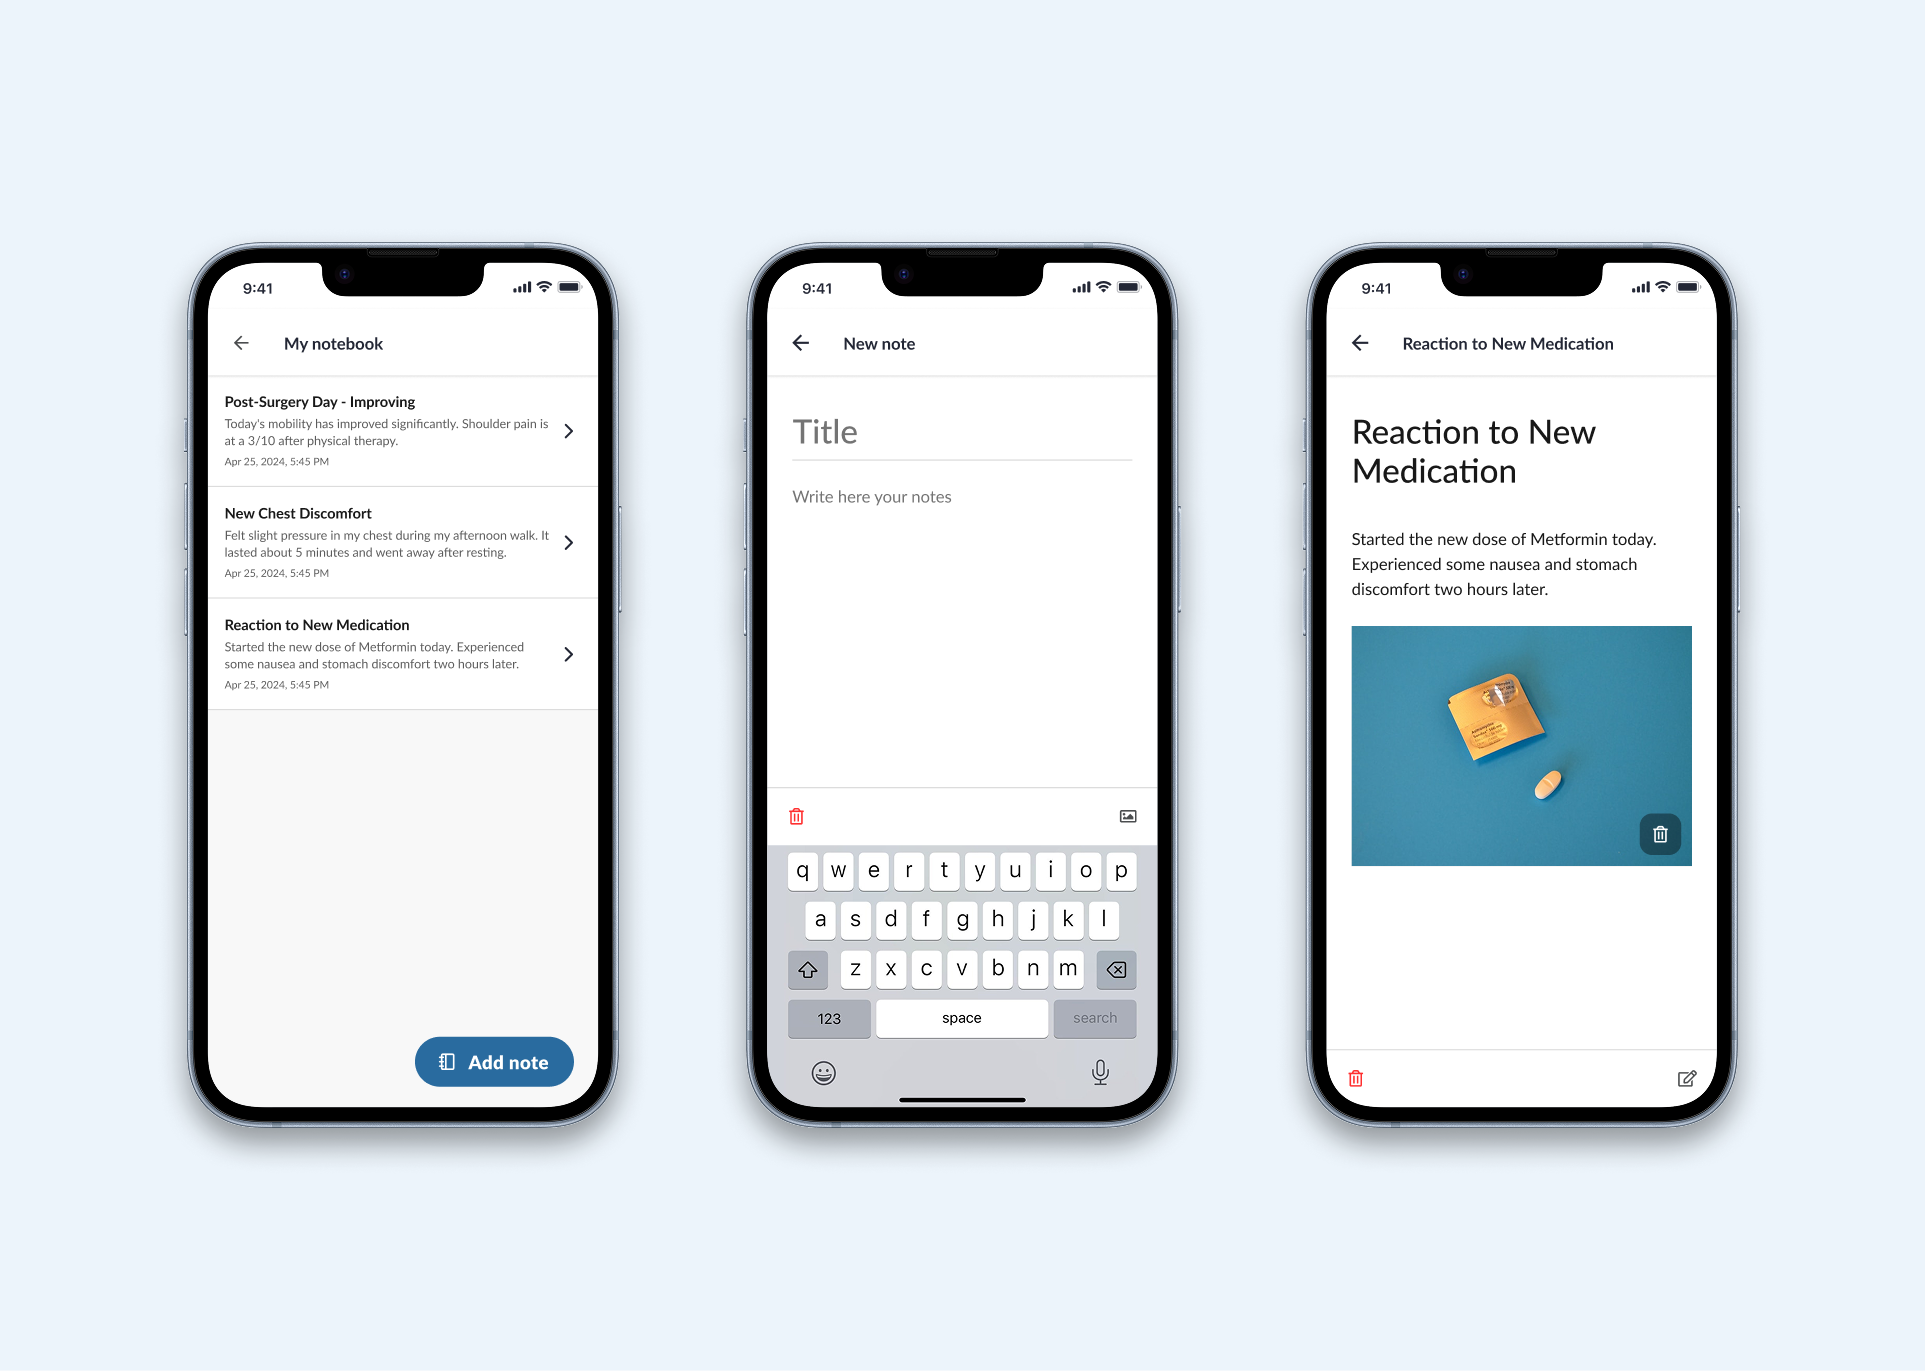 9:41
My notebook
Post-Surgery Day - Improving
Today's mobility has improved significantly. Shoulder pain is
at a 3/10 after physical therapy.
Apr 25, 2024, 5:45 PM
New Chest Discomfort
Felt slight pressure in my chest during my afternoon walk. It
lasted about 5 minutes and went away after resting.
Apr 25, 2024, 5:45 PM
Reaction to New Medication
Started the new dose of Metformin today. Experienced
some nausea and stomach discomfort two hours later.
Apr 25, 2024, 5:45 PM
Add note
9:41
New note
Title
Write here your notes
q w e r t y u i o p
a s d f g h j k l
z x c v b n m
123 space search
9:41
Reaction to New Medication
Reaction to New
Medication
Started the new dose of Metformin today.
Experienced some nausea and stomach
discomfort two hours later.